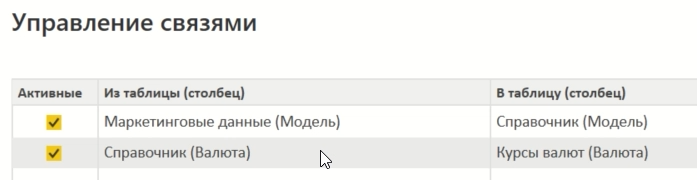 Управление связями
Активные Из таблицы (столбец) В таблицу (столбец)
Маркетинговые данные (Модель) Справочник (Модель)
Справочник (Валюта) Курсы валют (Валюта)